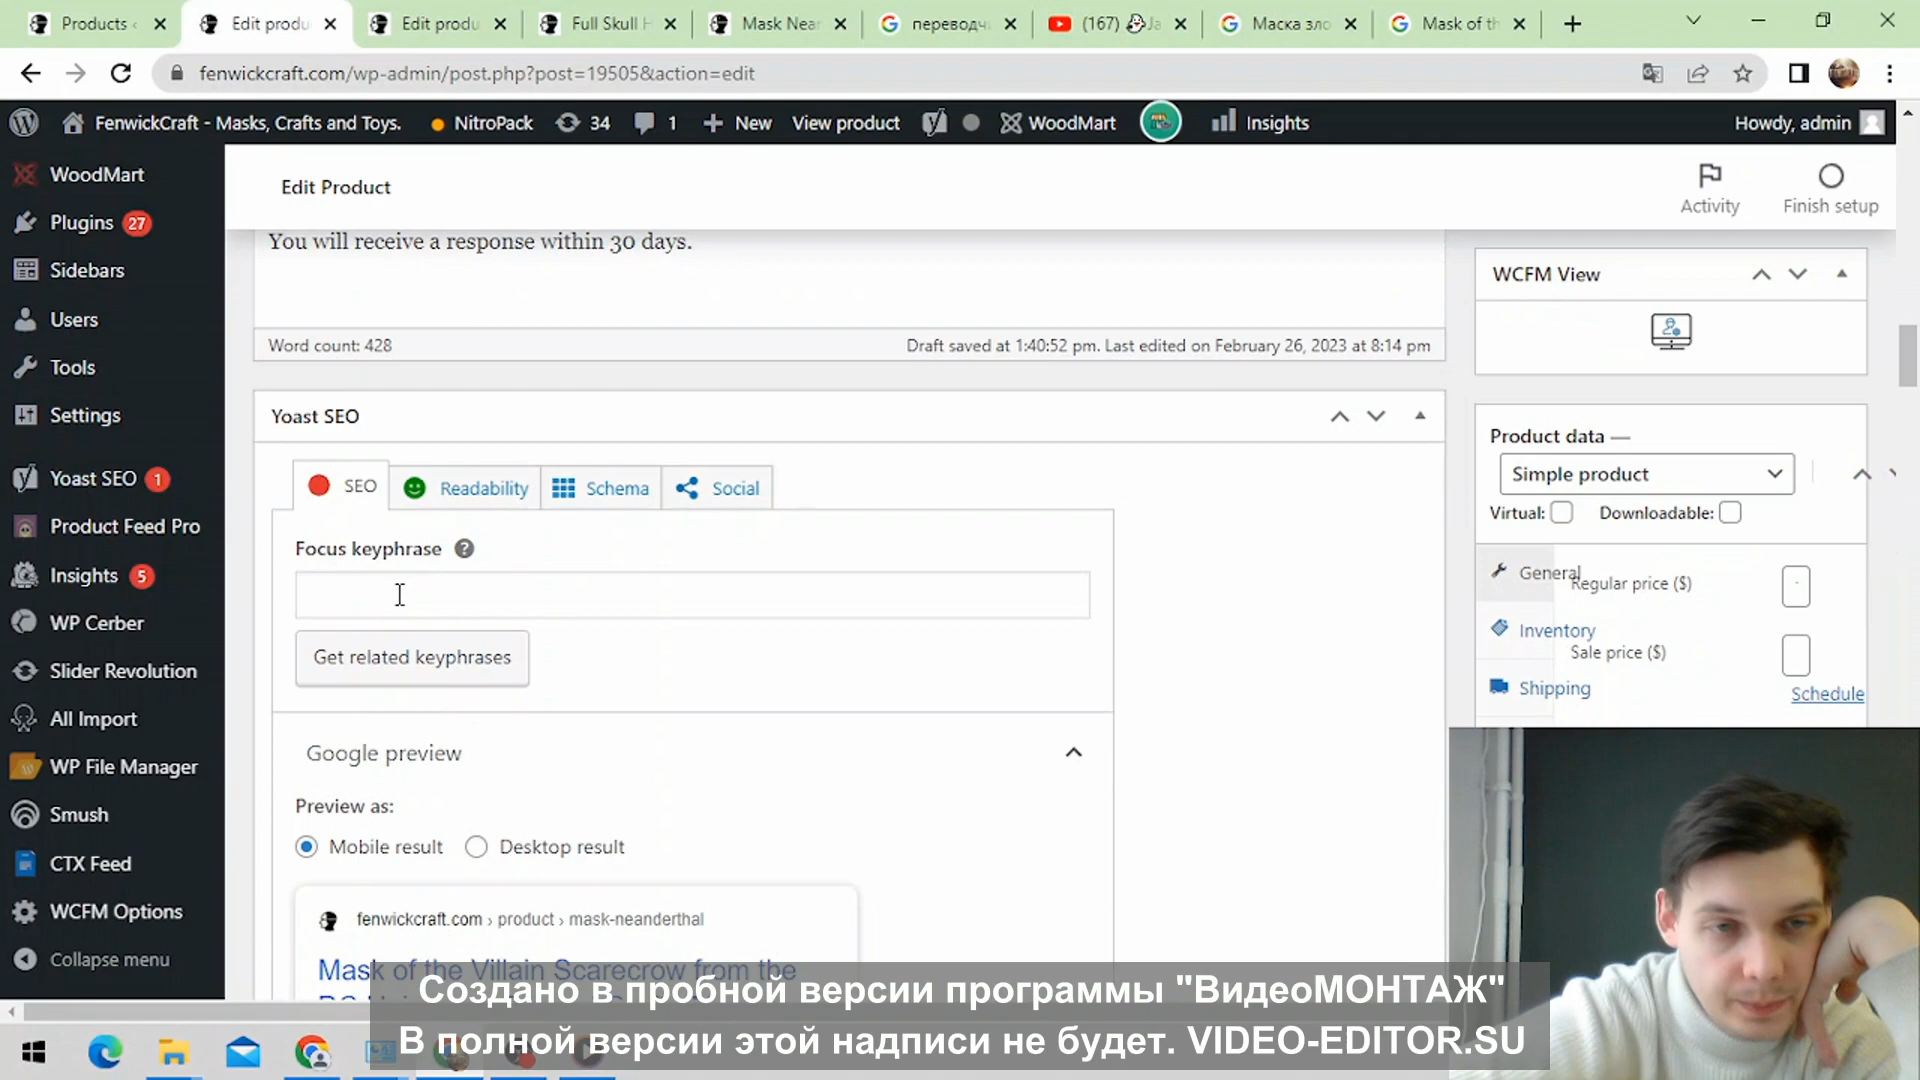 Products
Edit produ
Edit produ
Full Skull H
Mask Near
переводч
(167)
Ja
Маска зло
Mask of th
fenwickcraft.com/wp-admin/post.php?post=19505&action=edit
FenwickCraft - Masks, Crafts and Toys.
NitroPack
34
1
New
View product
WoodMart
Insights
Howdy, admin
WoodMart
Plugins 27
Sidebars
Users
Tools
Settings
Yoast SEO 1
Product Feed Pro
Insights 5
WP Cerber
Slider Revolution
All Import
WP File Manager
Smush
CTX Feed
WCFM Options
Collapse menu
Edit Product
Activity
Finish setup
You will receive a response within 30 days.
Word count: 428
Draft saved at 1:40:52 pm. Last edited on February 26, 2023 at 8:14 pm
Yoast SEO
SEO
Readability
Schema
Social
Focus keyphrase
Get related keyphrases
Google preview
Preview as:
Mobile result
Desktop result
fenwickcraft.com › product › mask-neanderthal
Mask of the Villain Scarecrow from the
WCFM View
Product data —
Simple product
Virtual:
Downloadable:
General
Regular price ($)
Inventory
Sale price ($)
Shipping
Schedule
Создано в пробной версии программы "ВидеоМОНТАЖ"
В полной версии этой надписи не будет. VIDEO-EDITOR.SU